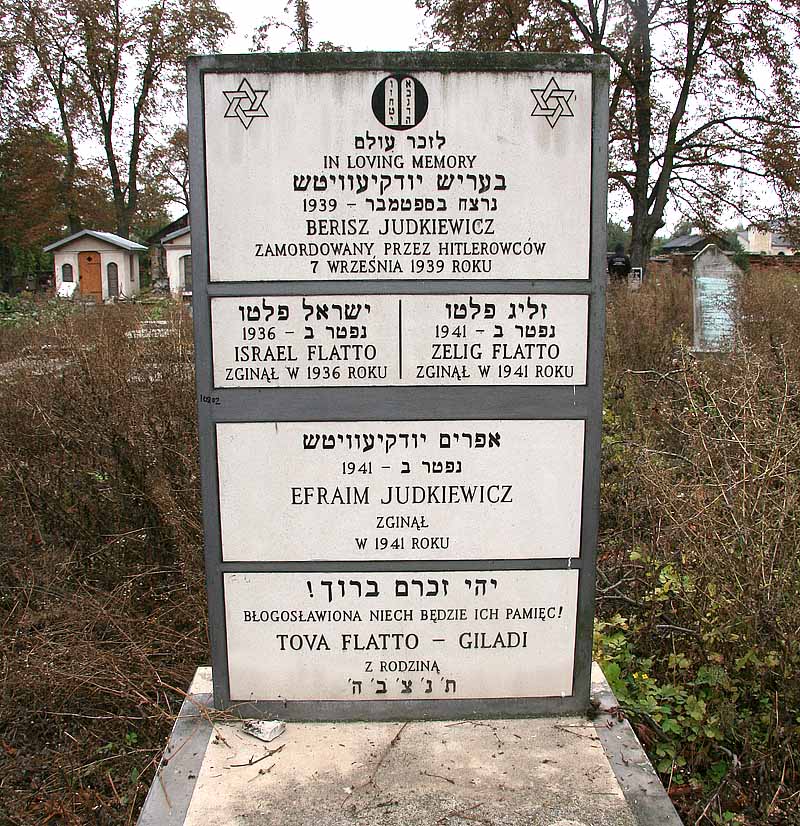 לזכר עולם
IN LOVING MEMORY
בעריש יודקיעוויטש
נרצח בספטמבר - 1939
BERISZ JUDKIEWICZ
ZAMORDOWANY PRZEZ HITLEROWCÓW
7 WRZEŚNIA 1939 ROKU
ישראל פלטו
נפטר ב - 1936
ISRAEL FLATTO
ZGINĄŁ W 1936 ROKU
זליג פלטו
נפטר ב - 1941
ZELIG FLATTO
ZGINĄŁ W 1941 ROKU
אפרים יודקיעוויטש
נפטר ב - 1941
EFRAIM JUDKIEWICZ
ZGINĄŁ
W 1941 ROKU
יהי זכרם ברוך!
BŁOGOSŁAWIONA NIECH BĘDZIE ICH PAMIĘĆ!
TOVA FLATTO - GILADI
Z RODZINĄ
ת' נ' צ' ב' ה'